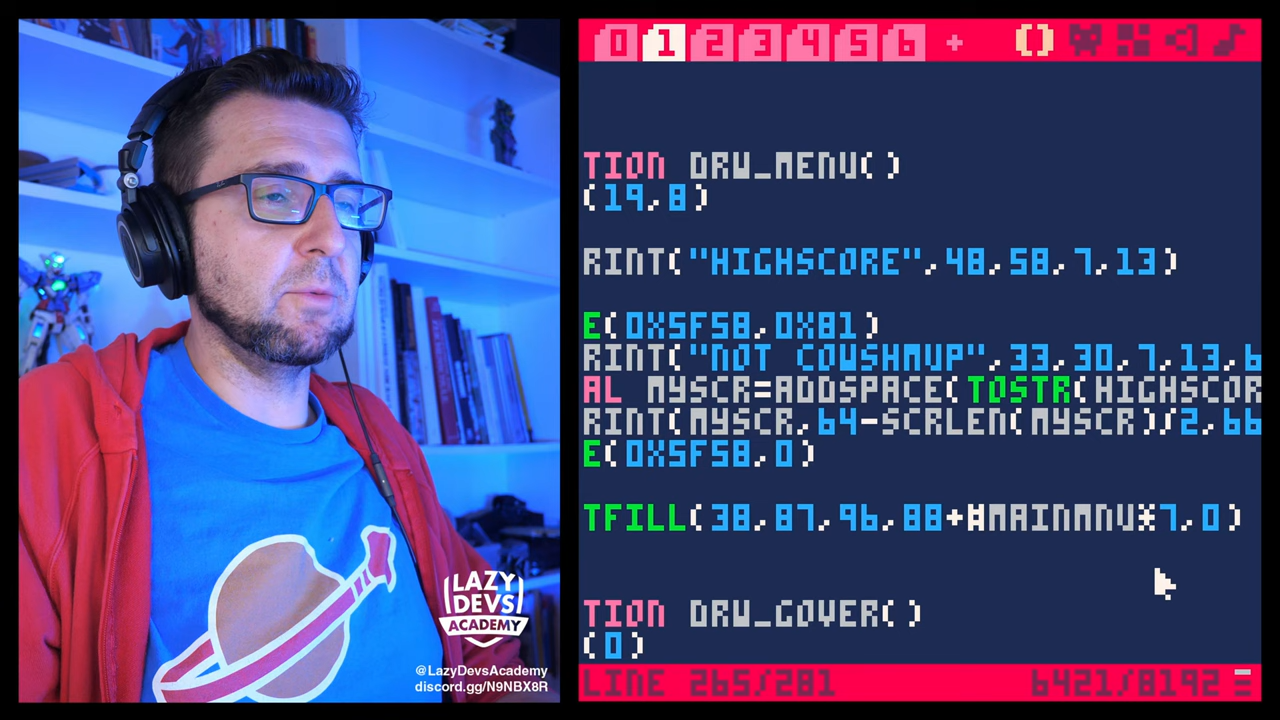 0 1 2 3 4 5 6 + ()
TION DRW_MENU()
(19,8)
RINT("HIGHSCORE",48,58,7,13)
E(0X5F58,0X81)
RINT("NOT COWSHMUP",33,30,7,13,6
AL MYSCR=ADDSPACE(TOSTR(HIGHSCOR
RINT(MYSCR,64-SCRLEN(MYSCR)/2,66
E(0X5F58,0)
TFILL(38,87,96,88+#MAINMNU*7,0)
TION DRW_GOVER()
(0)
LINE 265/281 6421/8192
LAZY
DEVS
ACADEMY
@LazyDevsAcademy
discord.gg/N9NBX8R